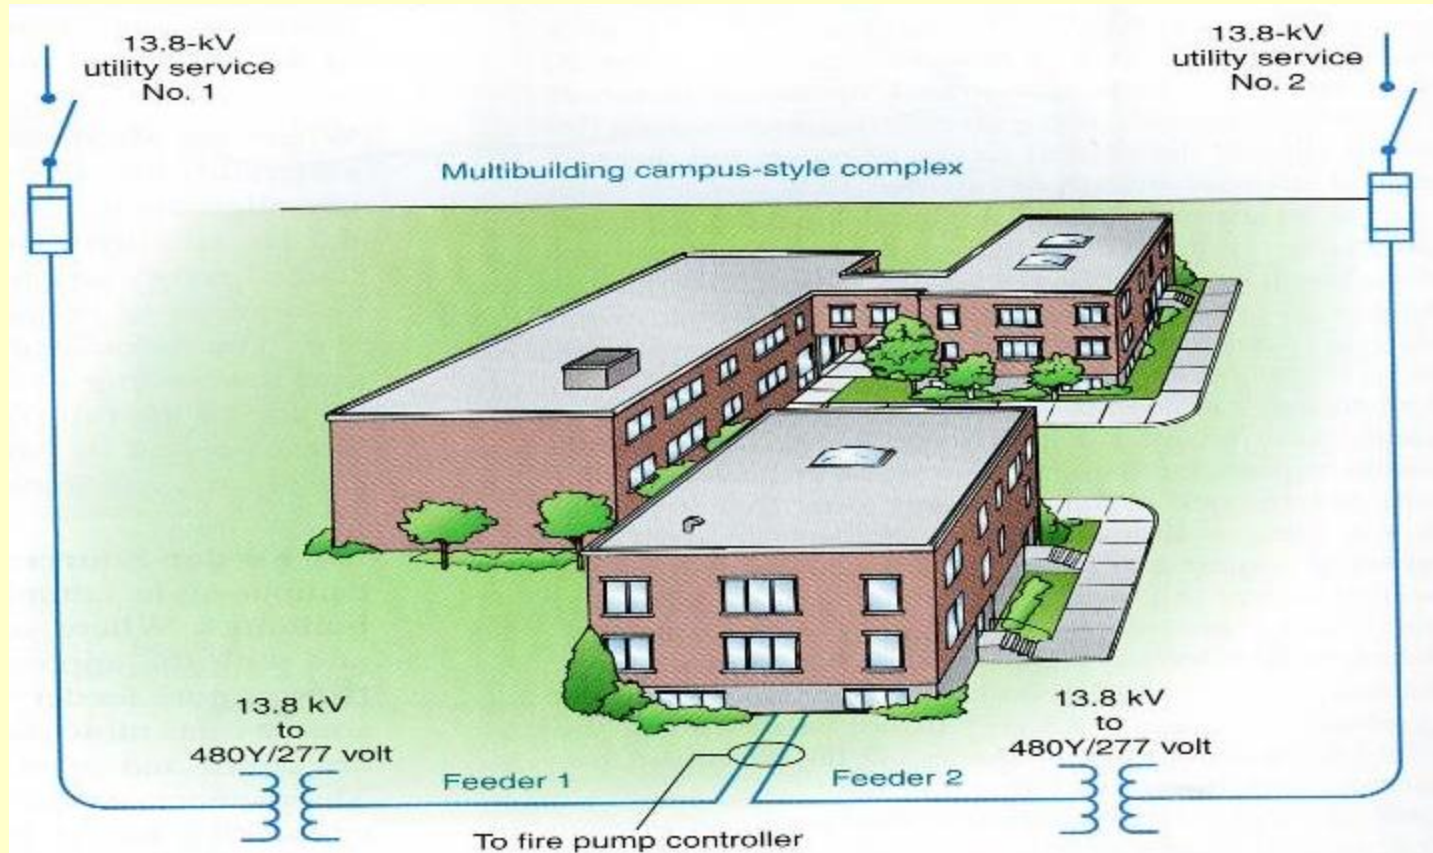 13.8-kV
utility service
No. 1
13.8-kV
utility service
No. 2
Multibuilding campus-style complex
13.8 kV
to
480Y/277 volt
13.8 kV
to
480Y/277 volt
Feeder 1
Feeder 2
To fire pump controller